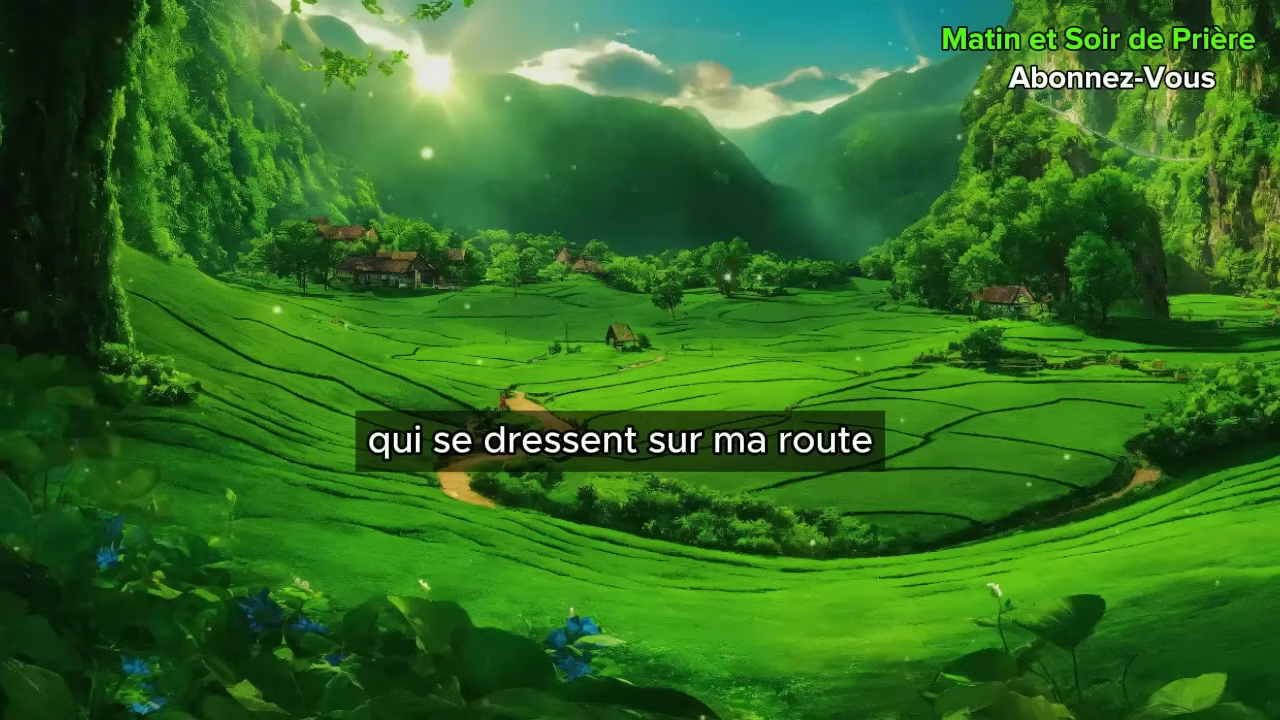 Matin et Soir de Prière
Abonnez-Vous
qui se dressent sur ma route